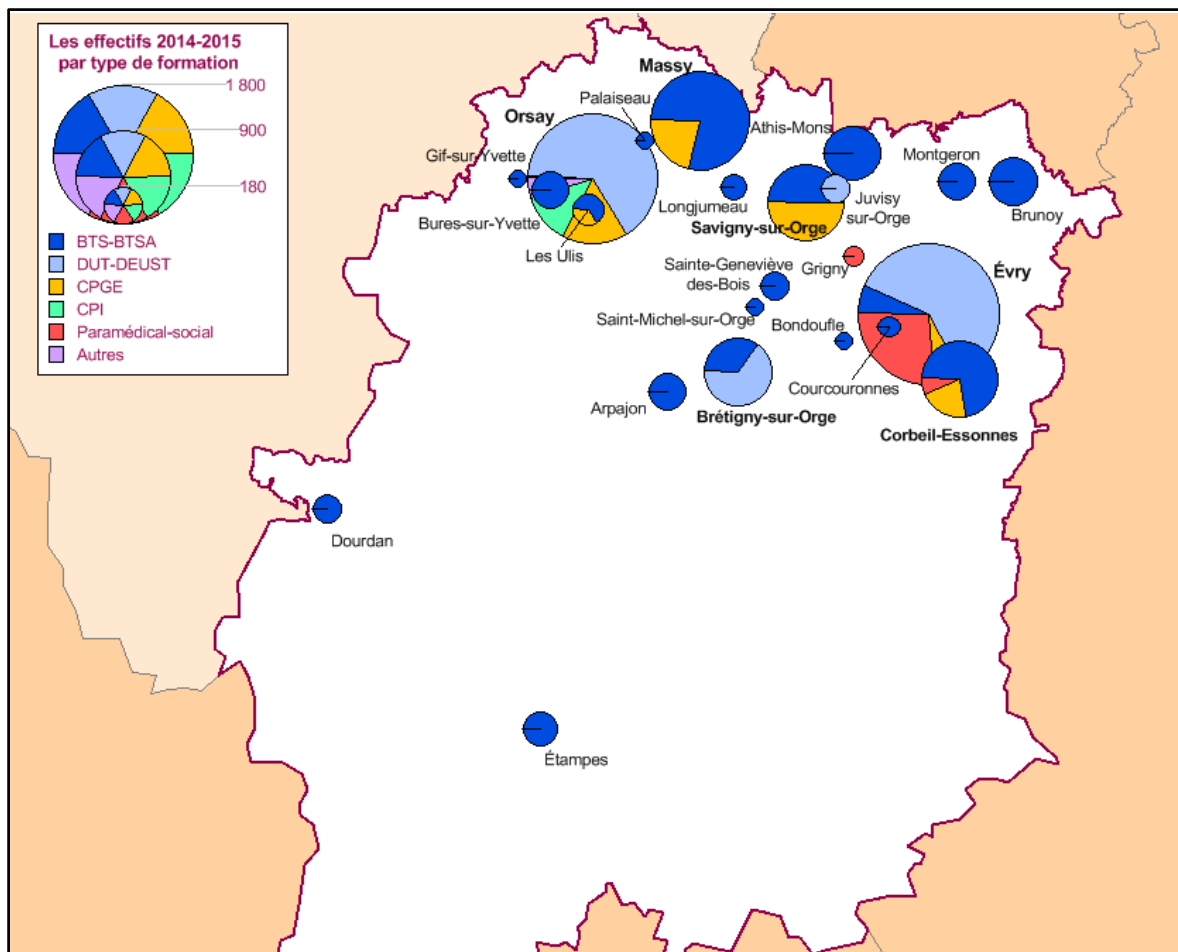 Les effectifs 2014-2015
par type de formation
1 800
900
180
BTS-BTSA
DUT-DEUST
CPGE
CPI
Paramédical-social
Autres
Massy
Palaiseau
Orsay
Athis-Mons
Gif-sur-Yvette
Montgeron
Longjumeau
Juvisy
sur-Orge
Brunoy
Bures-sur-Yvette
Savigny-sur-Orge
Les Ulis
Sainte-Geneviève
des-Bois
Grigny
Évry
Saint-Michel-sur-Orge
Bondoufle
Courcouronnes
Arpajon
Brétigny-sur-Orge
Corbeil-Essonnes
Dourdan
Étampes